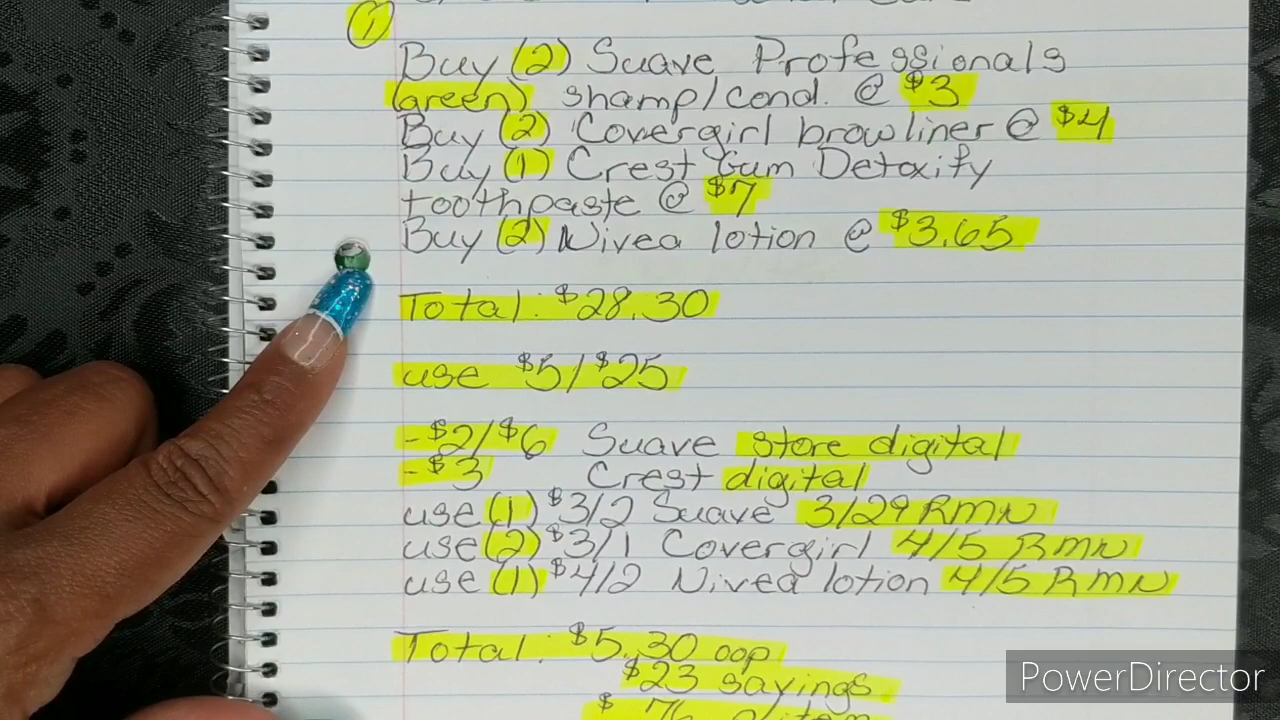 ①
Buy (2) Suave Professionals
(green) shamp/cond. @ $3
Buy (2) Covergirl browliner @ $4
Buy (1) Crest Gum Detoxify
toothpaste @ $7
Buy (2) Nivea lotion @ $3.65
Total: $28.30
use $5/$25
-$2/$6 Suave store digital
-$3 Crest digital
use (1) $3/2 Suave 3/29 RMN
use (2) $3/1 Covergirl 4/5 RMN
use (1) $4/2 Nivea lotion 4/5 RMN
Total: $5.30 oop
$23 savings
PowerDirector